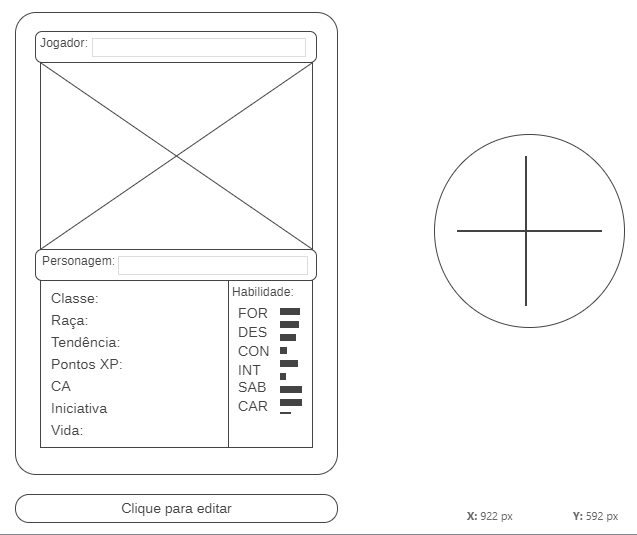 Jogador:
Personagem:
Classe:
Raça:
Tendência:
Pontos XP:
CA
Iniciativa
Vida:
Habilidade:
FOR
DES
CON
INT
SAB
CAR
Clique para editar
X: 922 px Y: 592 px